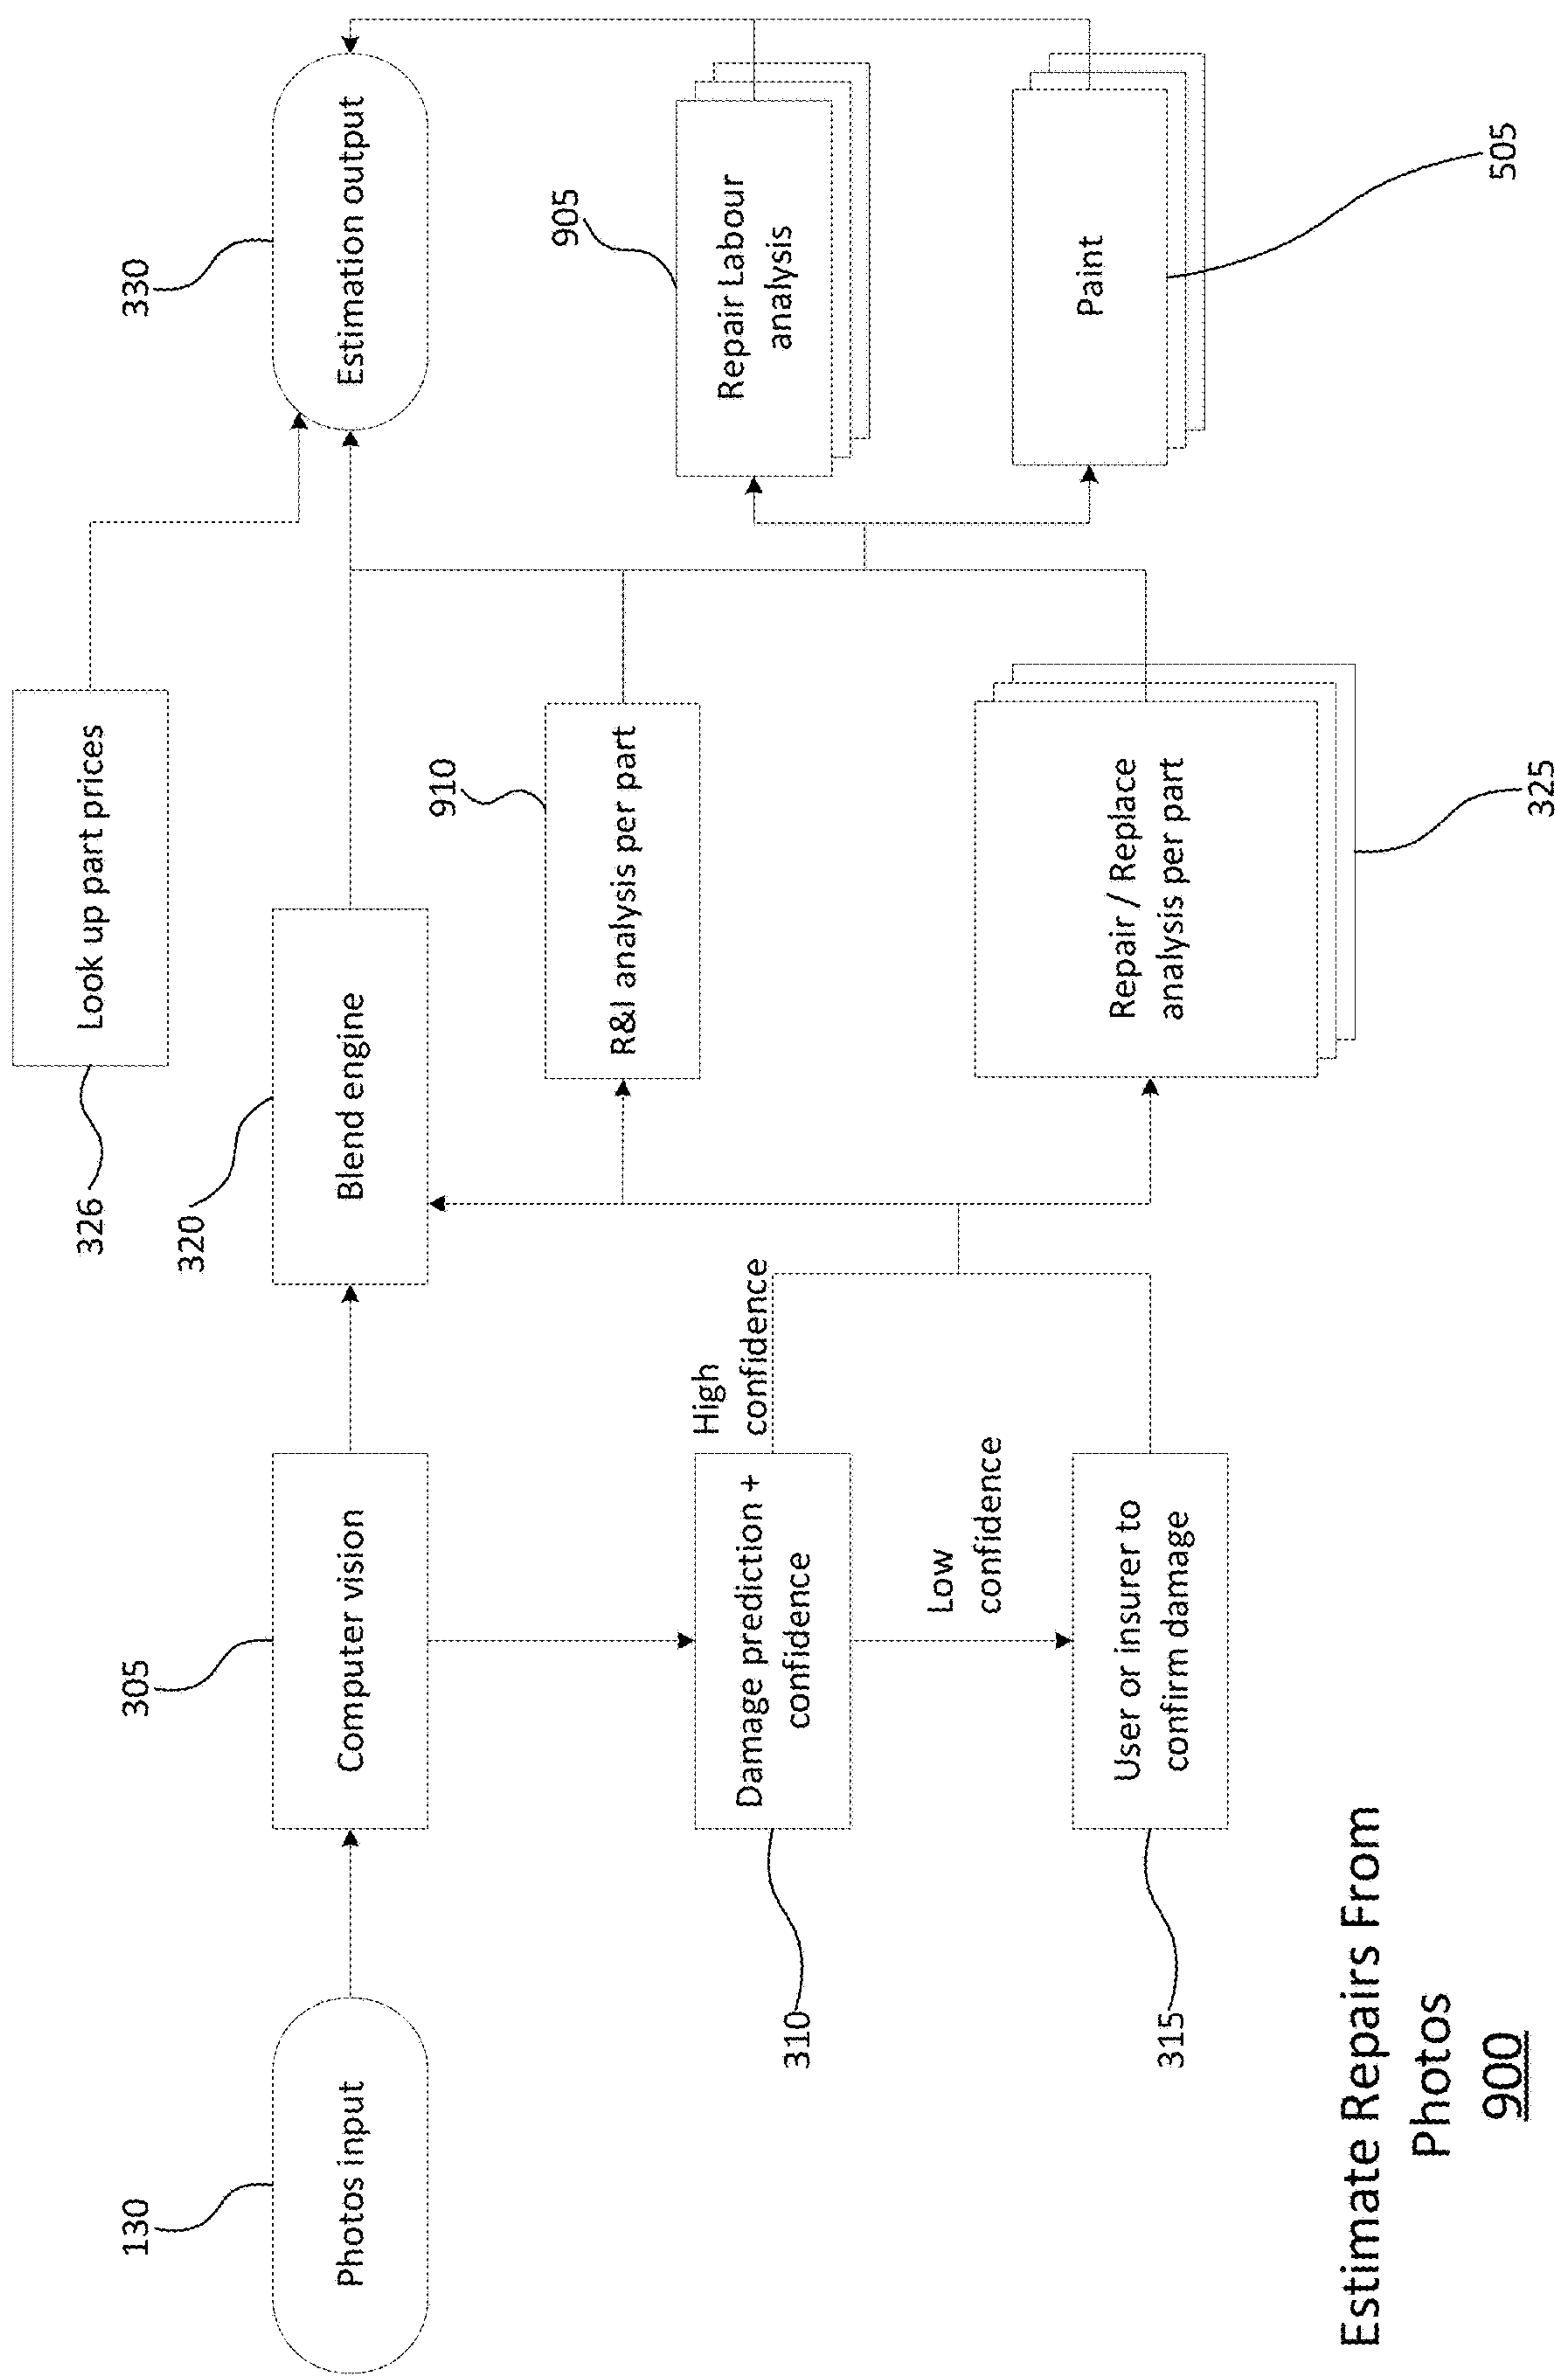 326
Look up part prices
130
Photos input
305
Computer vision
320
Blend engine
330
Estimation output
910
R&I analysis per part
905
Repair Labour
analysis
310
Damage prediction +
confidence
High
confidence
Low
confidence
315
User or insurer to
confirm damage
Repair / Replace
analysis per part
325
Paint
505
Estimate Repairs From
Photos
900